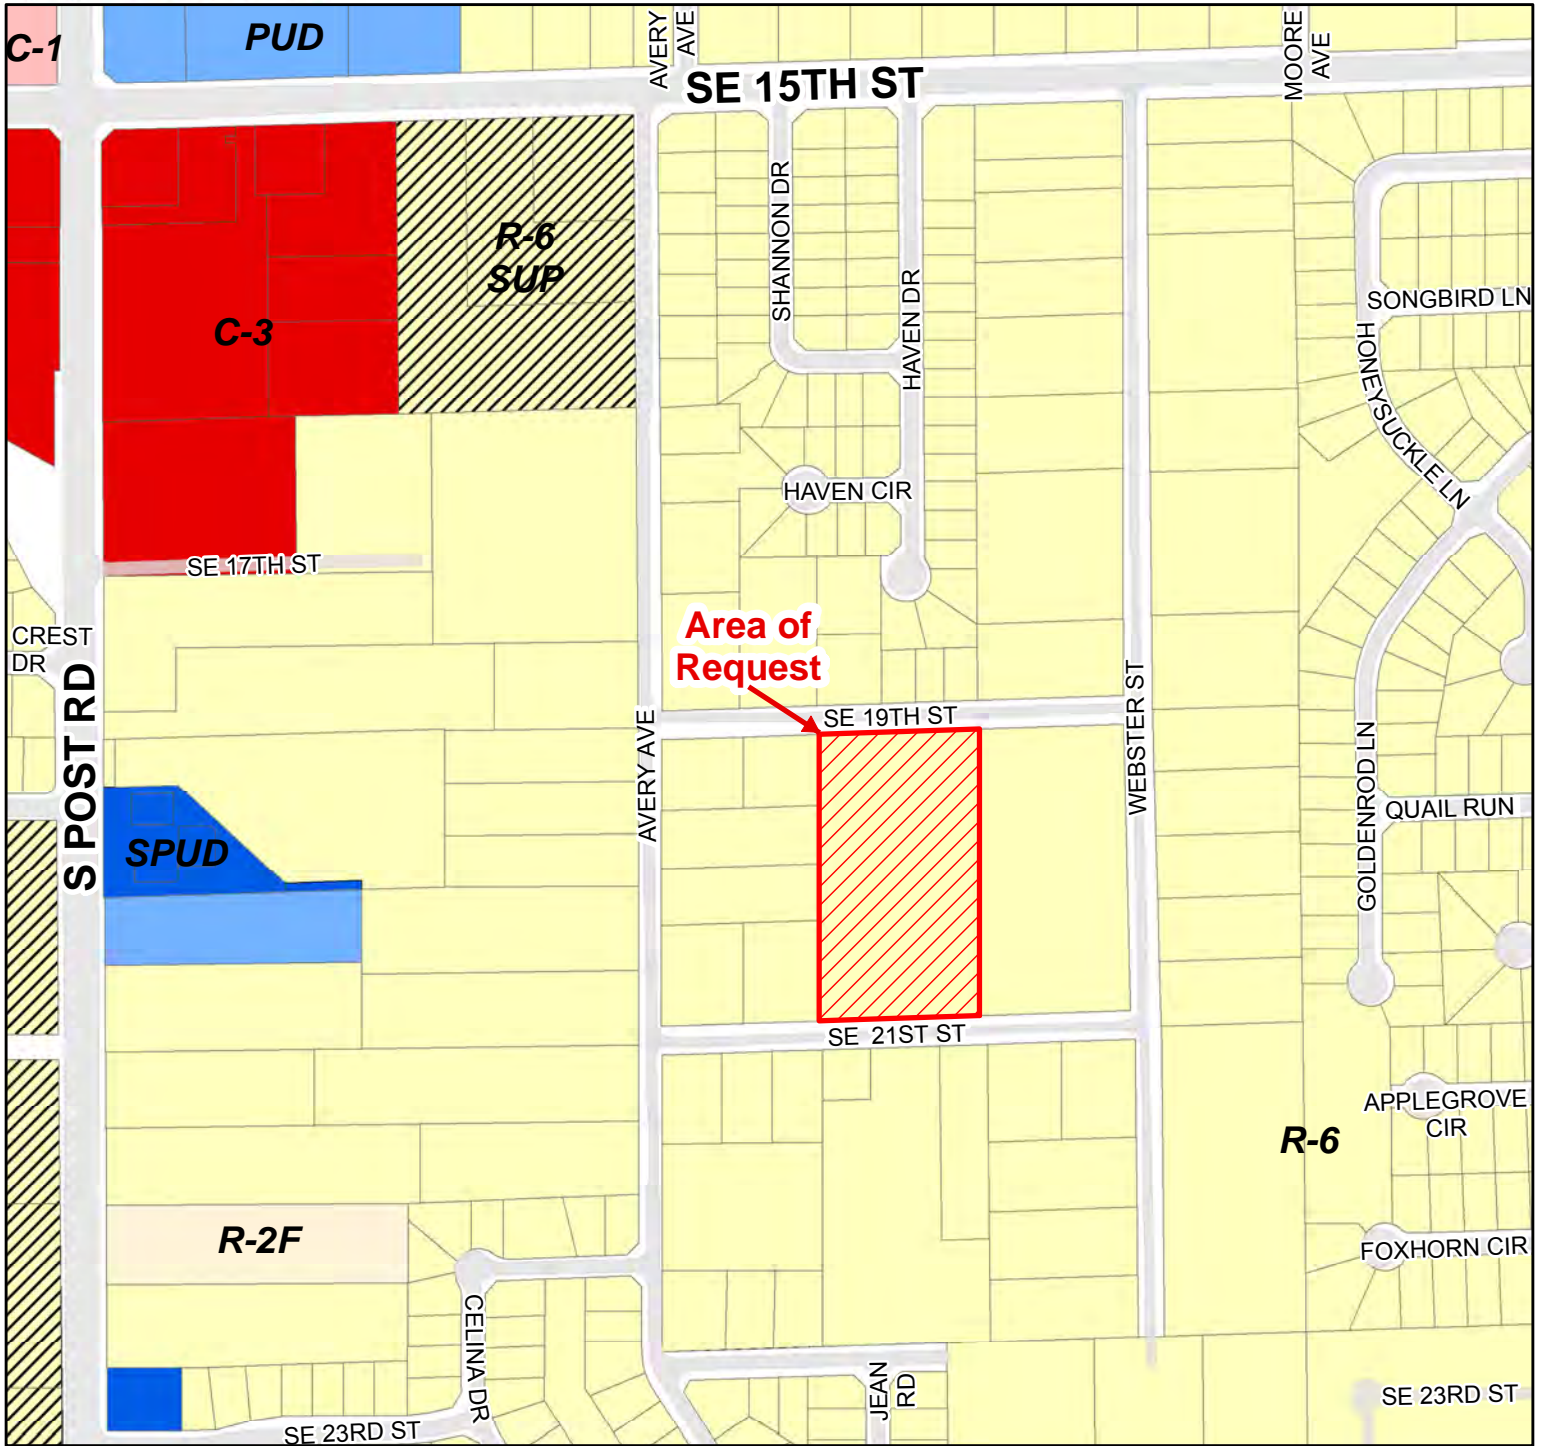 C-1
PUD
AVERY
AVE
SE 15TH ST
MOORE
AVE
R-6
SUP
C-3
SHANNON DR
HAVEN DR
SONGBIRD LN
HONEYSUCKLE LN
HAVEN CIR
SE 17TH ST
CREST
DR
Area of
Request
S POST RD
AVERY AVE
SE 19TH ST
WEBSTER ST
GOLDENROD LN
QUAIL RUN
SPUD
SE 21ST ST
APPLEGROVE
CIR
R-6
R-2F
FOXHORN CIR
CELINA DR
JEAN
RD
SE 23RD ST
SE 23RD ST